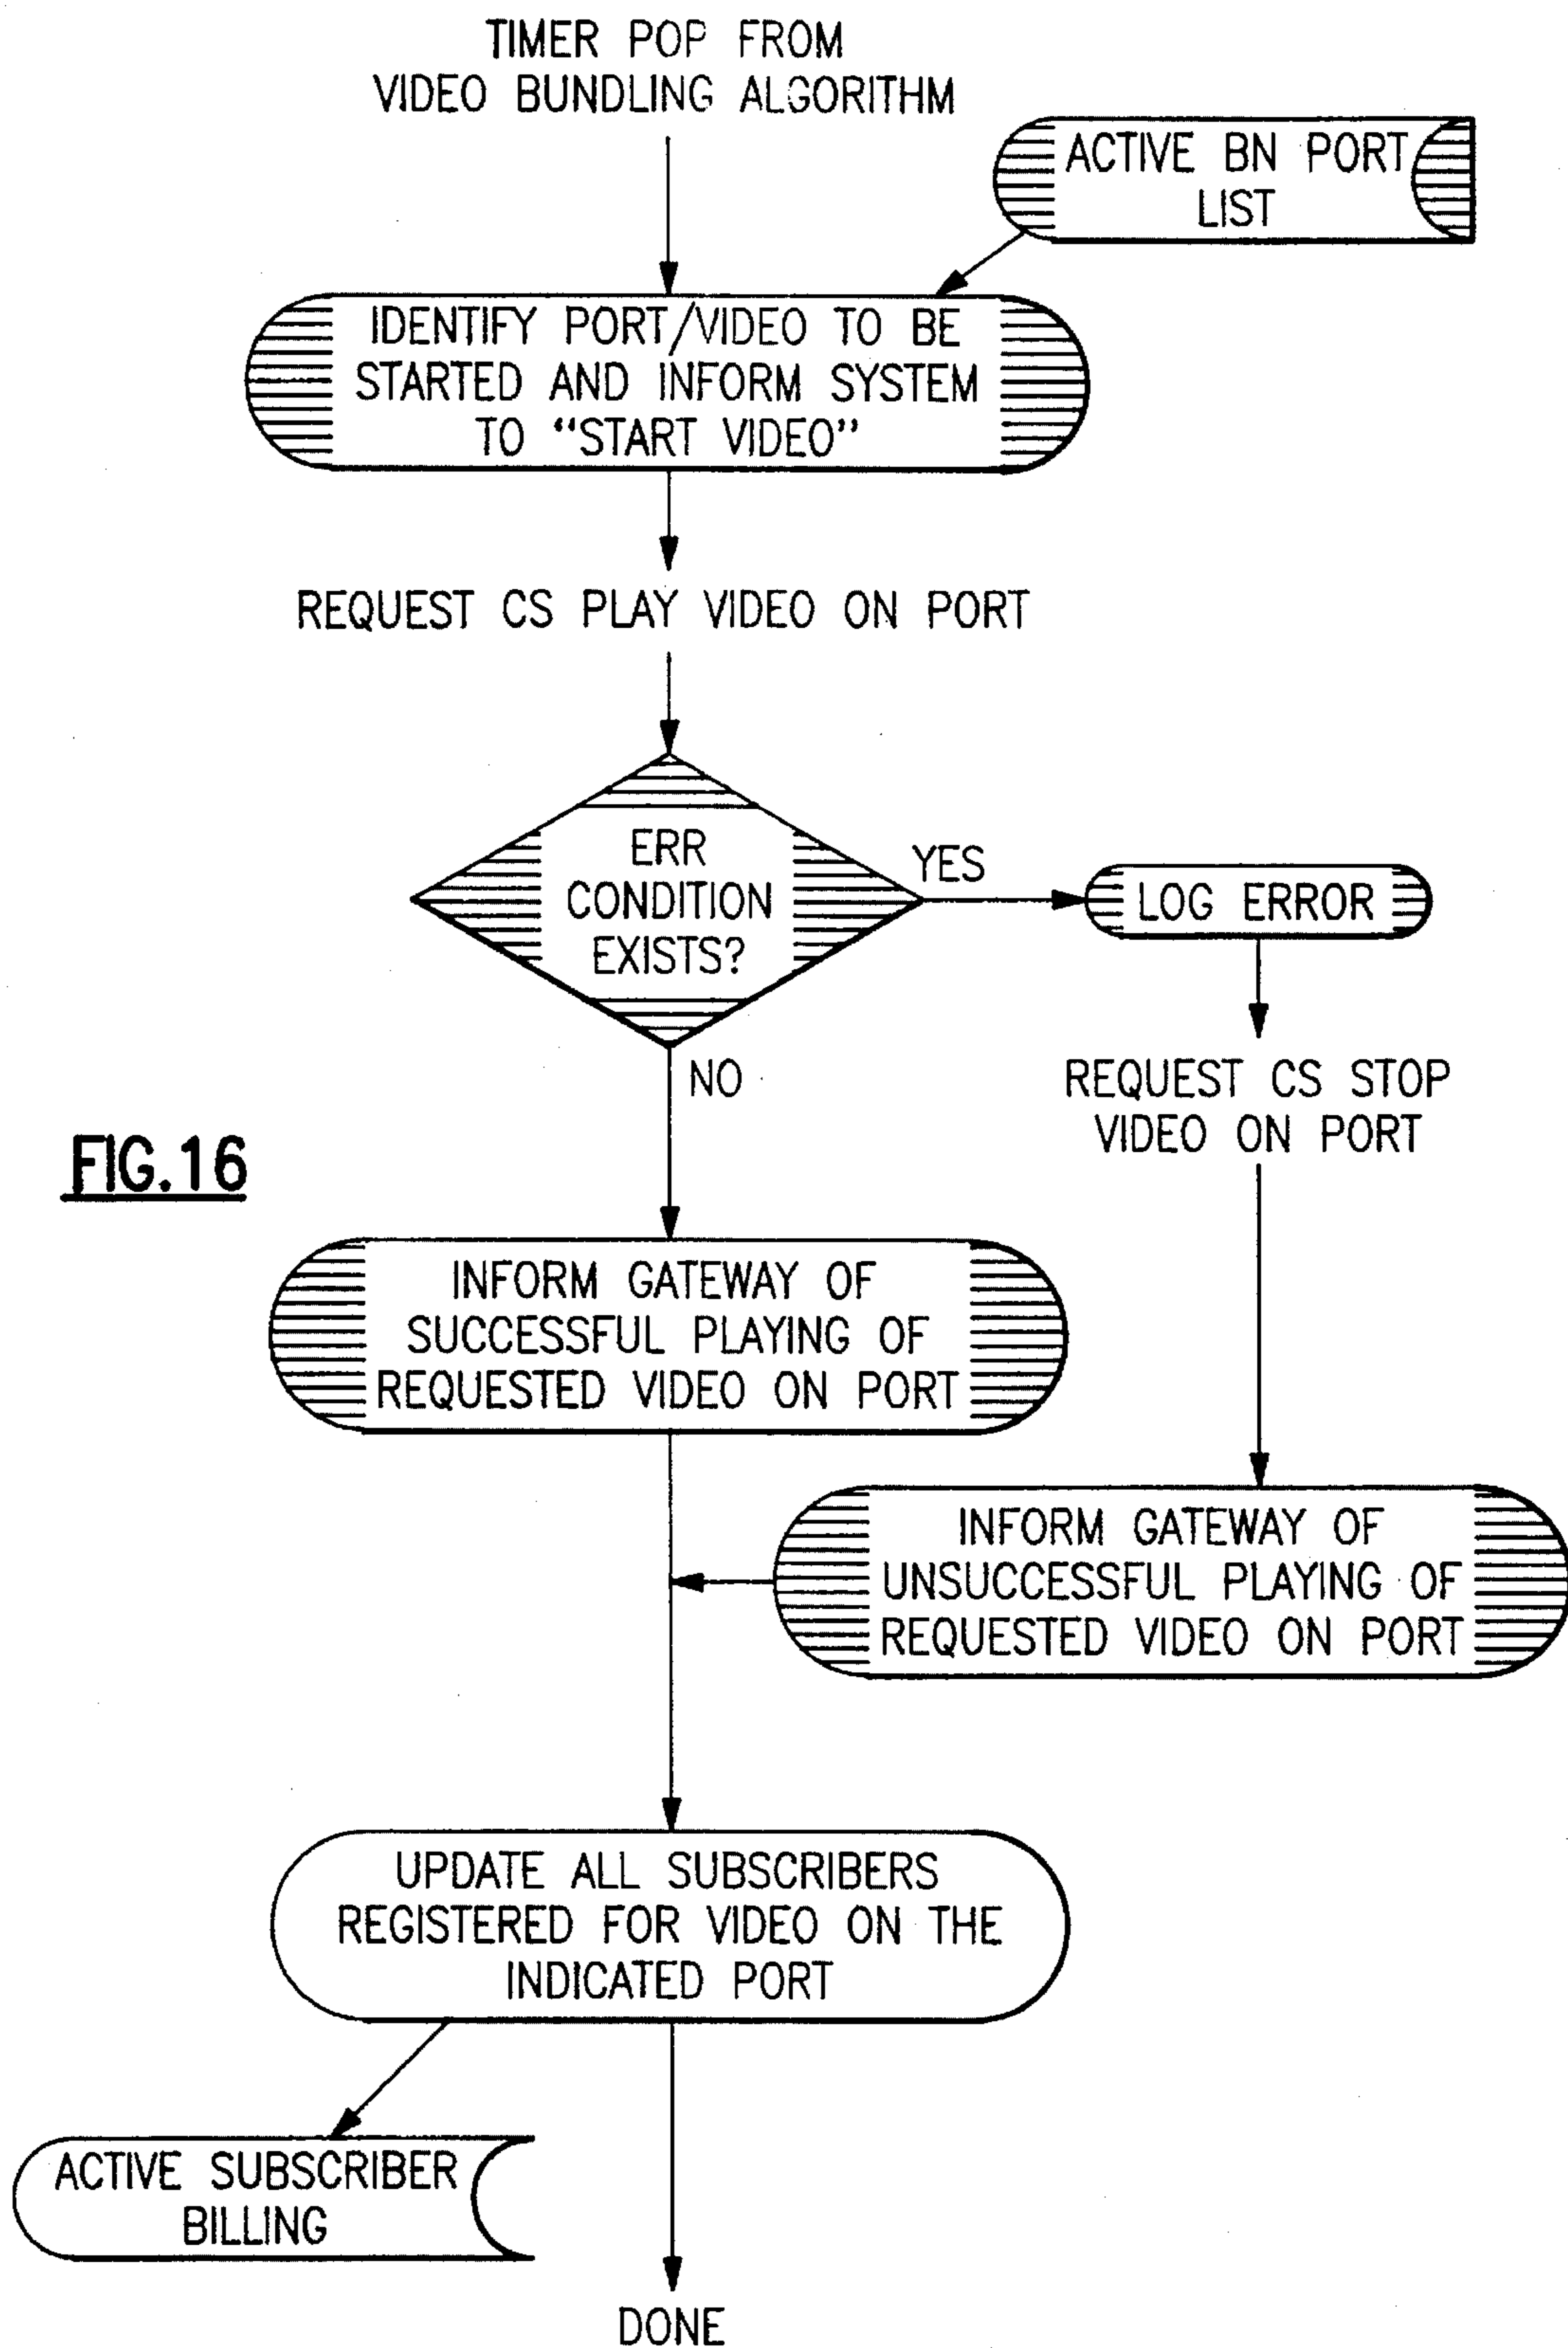 TIMER POP FROM
VIDEO BUNDLING ALGORITHM
ACTIVE BN PORT
LIST
IDENTIFY PORT/VIDEO TO BE
STARTED AND INFORM SYSTEM
TO “START VIDEO”
REQUEST CS PLAY VIDEO ON PORT
ERR
CONDITION
EXISTS?
YES
LOG ERROR
NO
REQUEST CS STOP
VIDEO ON PORT
FIG.16
INFORM GATEWAY OF
SUCCESSFUL PLAYING OF
REQUESTED VIDEO ON PORT
INFORM GATEWAY OF
UNSUCCESSFUL PLAYING OF
REQUESTED VIDEO ON PORT
UPDATE ALL SUBSCRIBERS
REGISTERED FOR VIDEO ON THE
INDICATED PORT
ACTIVE SUBSCRIBER
BILLING
DONE